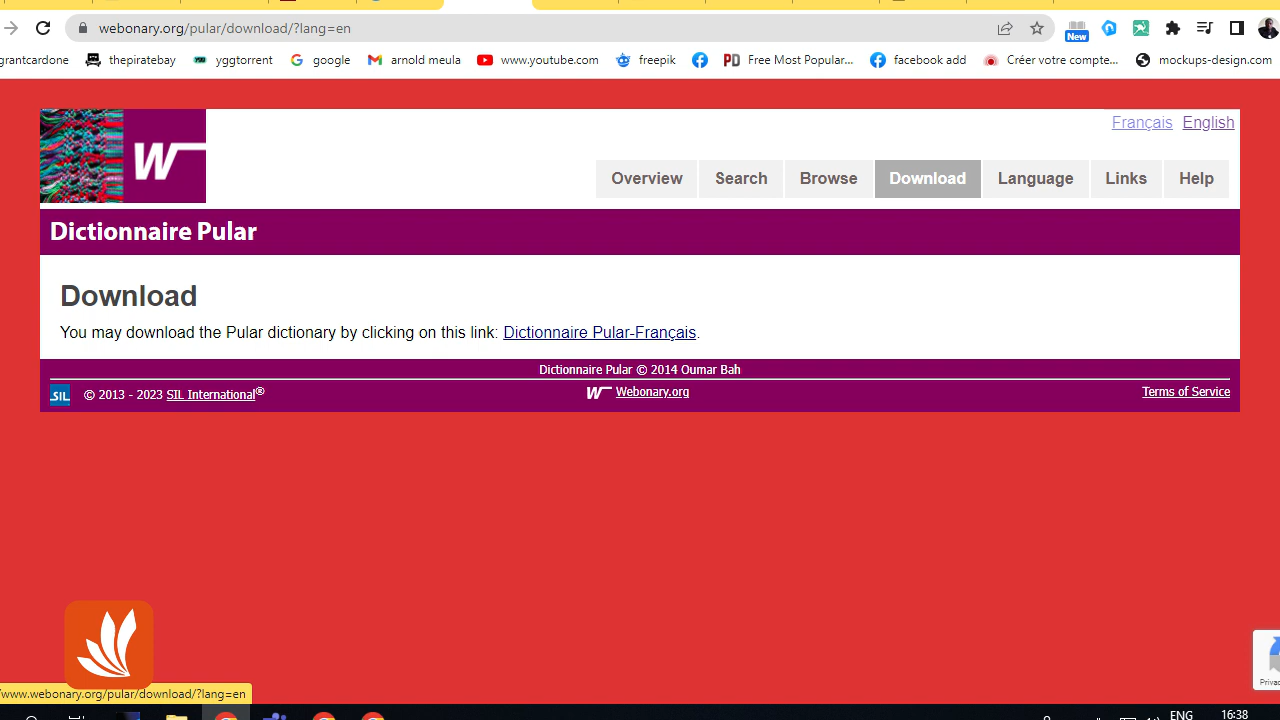 webonary.org/pular/download/?lang=en
New
grantcardone thepiratebay yggtorrent google arnold meula www.youtube.com freepik Free Most Popular... facebook add Créer votre compte... mockups-design.com
Français English
W
Overview Search Browse Download Language Links Help
Dictionnaire Pular
Download
You may download the Pular dictionary by clicking on this link: Dictionnaire Pular-Français.
Dictionnaire Pular © 2014 Oumar Bah
SIL © 2013 - 2023 SIL International® W Webonary.org Terms of Service
/www.webonary.org/pular/download/?lang=en
ENG 16:38